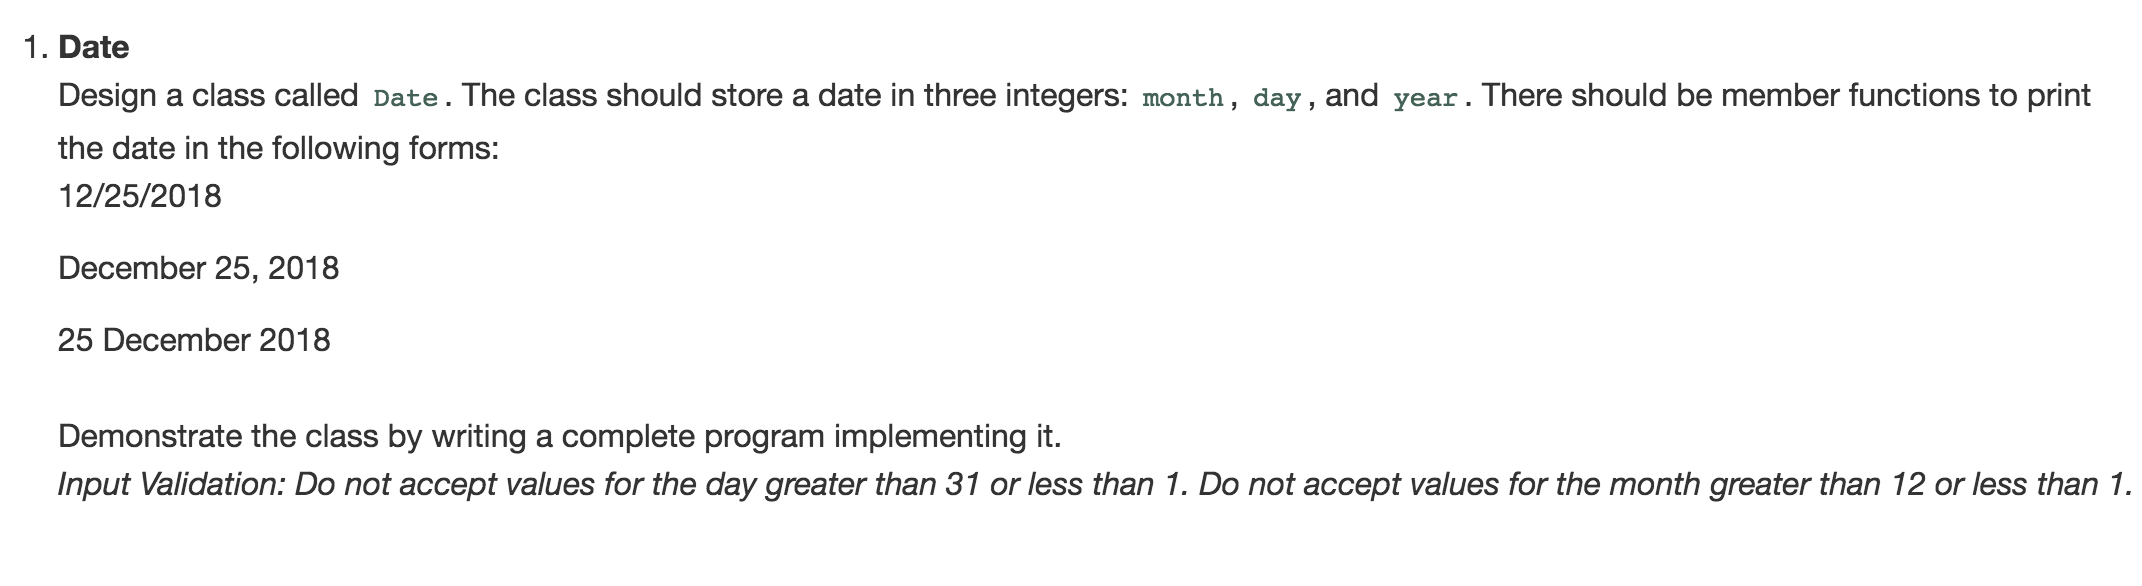 1. Date
Design a class called Date. The class should store a date in three integers: month, day, and year. There should be member functions to print
the date in the following forms:
12/25/2018
December 25, 2018
25 December 2018
Demonstrate the class by writing a complete program implementing it.
Input Validation: Do not accept values for the day greater than 31 or less than 1. Do not accept values for the month greater than 12 or less than 1.